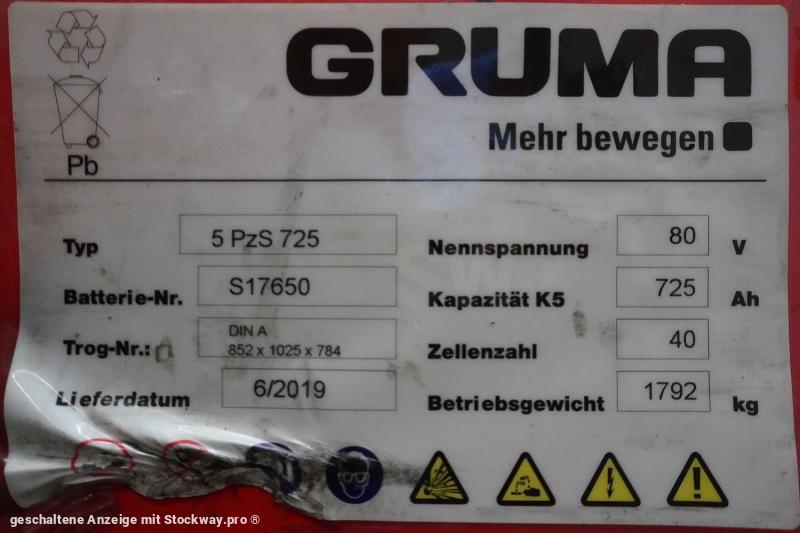 GRUMA
Mehr bewegen
Pb
Typ 5 PzS 725 Nennspannung 80 V
Batterie-Nr. S17650 Kapazität K5 725 Ah
Trog-Nr.: DIN A
852 x 1025 x 784 Zellenzahl 40
Lieferdatum 6/2019 Betriebsgewicht 1792 kg
geschaltene Anzeige mit Stockway.pro ®